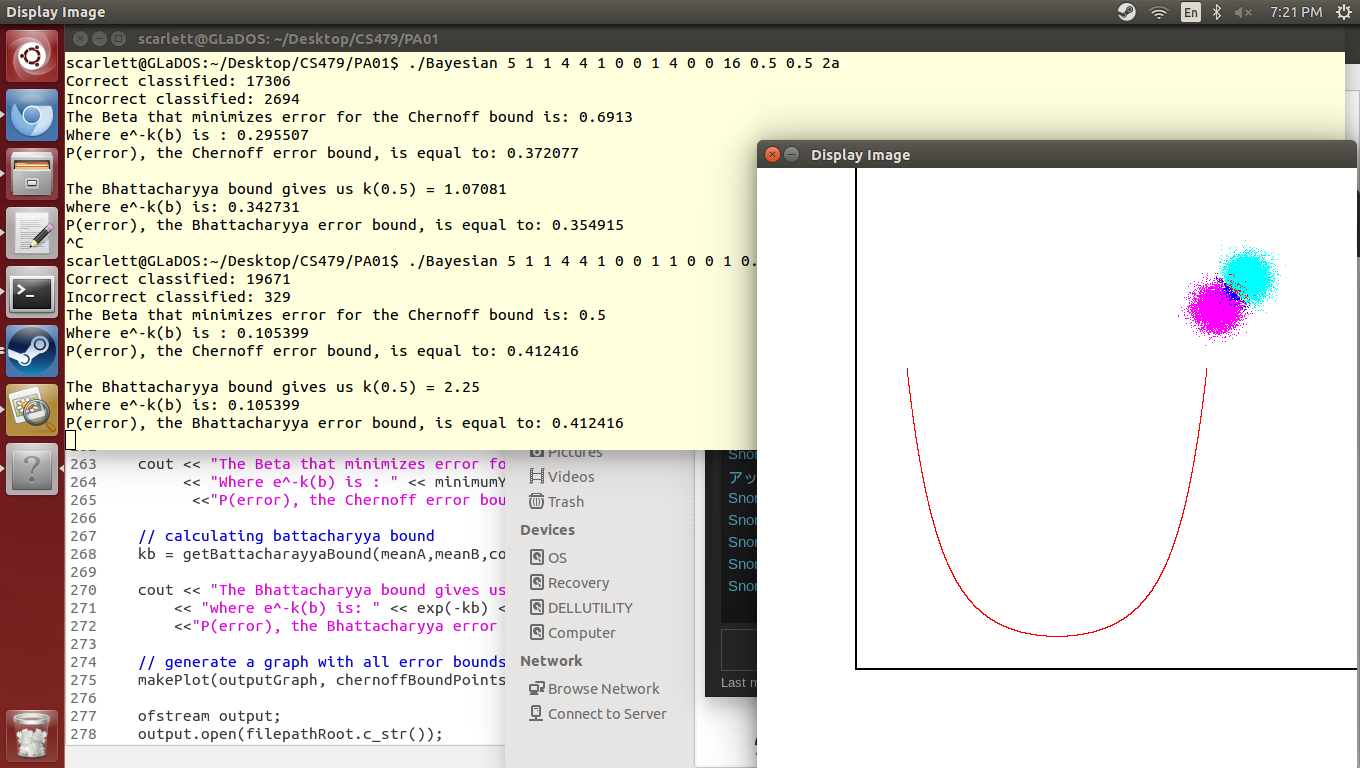 Display Image
En
7:21 PM
scarlett@GLaDOS: ~/Desktop/CS479/PA01
scarlett@GLaDOS:~/Desktop/CS479/PA01$ ./Bayesian 5 1 1 4 4 1 0 0 1 4 0 0 16 0.5 0.5 2a
Correct classified: 17306
Incorrect classified: 2694
The Beta that minimizes error for the Chernoff bound is: 0.6913
Where e^-k(b) is : 0.295507
P(error), the Chernoff error bound, is equal to: 0.372077
The Bhattacharyya bound gives us k(0.5) = 1.07081
where e^-k(b) is: 0.342731
P(error), the Bhattacharyya error bound, is equal to: 0.354915
^C
scarlett@GLaDOS:~/Desktop/CS479/PA01$ ./Bayesian 5 1 1 4 4 1 0 0 1 1 0 0 1 0.
Correct classified: 19671
Incorrect classified: 329
The Beta that minimizes error for the Chernoff bound is: 0.5
Where e^-k(b) is : 0.105399
P(error), the Chernoff error bound, is equal to: 0.412416
The Bhattacharyya bound gives us k(0.5) = 2.25
where e^-k(b) is: 0.105399
P(error), the Bhattacharyya error bound, is equal to: 0.412416
Display Image
263 cout << "The Beta that minimizes error fo
264 << "Where e^-k(b) is : " << minimumY
265 <<"P(error), the Chernoff error bou
266
267 // calculating battacharyya bound
268 kb = getBattacharayyaBound(meanA,meanB,co
269
270 cout << "The Bhattacharyya bound gives us
271 << "where e^-k(b) is: " << exp(-kb) <
272 <<"P(error), the Bhattacharyya error
273
274 // generate a graph with all error bounds
275 makePlot(outputGraph, chernoffBoundPoints
276
277 ofstream output;
278 output.open(filepathRoot.c_str());
Pictures
Videos
Trash
Devices
OS
Recovery
DELLUTILITY
Computer
Network
Browse Network
Connect to Server
Snor
アッ
Snor
Snor
Snor
Snor
Snor
Last m